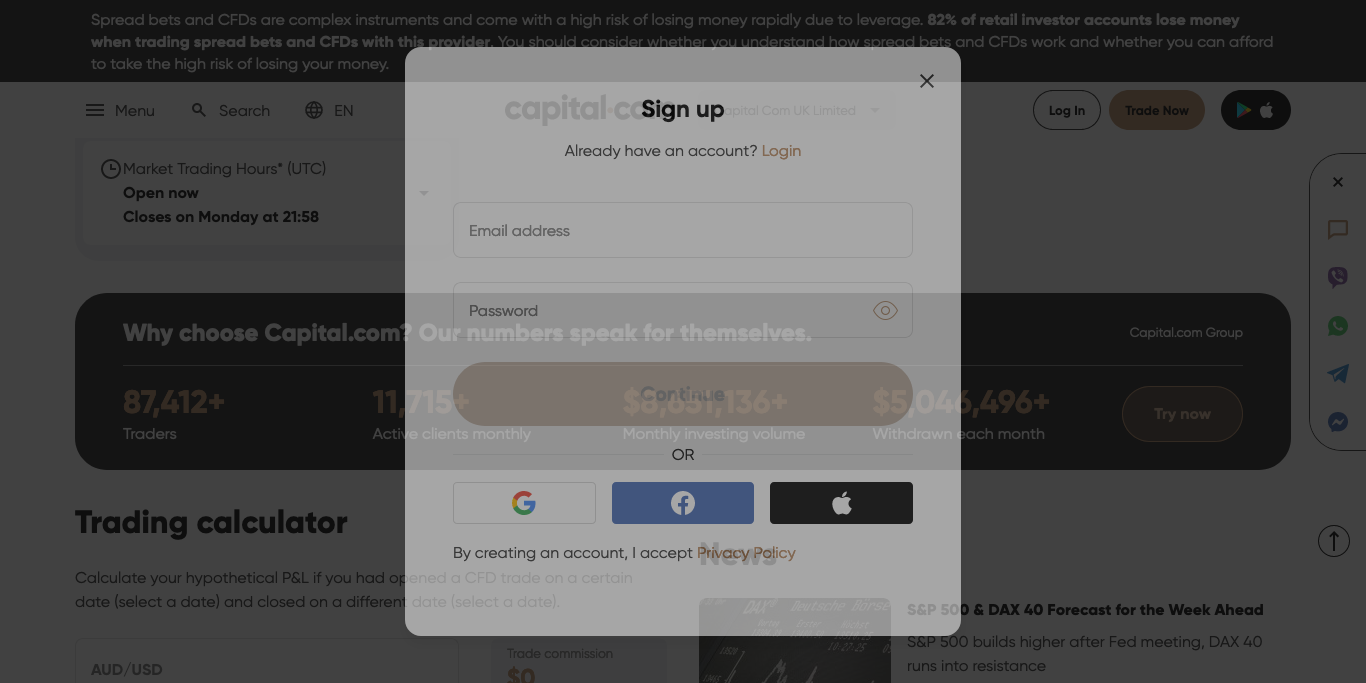 Spread bets and CFDs are complex instruments and come with a high risk of losing money rapidly due to leverage. 82% of retail investor accounts lose money
when trading spread bets and CFDs with this provider. You should consider whether you understand how spread bets and CFDs work and whether you can afford
to take the high risk of losing your money.
Menu
Search
EN
capital.co
Capital Com UK Limited
Log In
Trade Now
Sign up
Already have an account? Login
Market Trading Hours* (UTC)
Open now
Closes on Monday at 21:58
Email address
Password
Why choose Capital.com? Our numbers speak for themselves.
Capital.com Group
87,412+
Traders
11,715+
Active clients monthly
Monthly investing volume
$5,046,496+
Withdrawn each month
Try now
Continue
OR
By creating an account, I accept Privacy Policy
Trading calculator
Calculate your hypothetical P&L if you had opened a CFD trade on a certain
date (select a date) and closed on a different date (select a date).
AUD/USD
Trade commission
$0
News
DAX
Deutsche Börse
S&P 500 & DAX 40 Forecast for the Week Ahead
S&P 500 builds higher after Fed meeting, DAX 40
runs into resistance